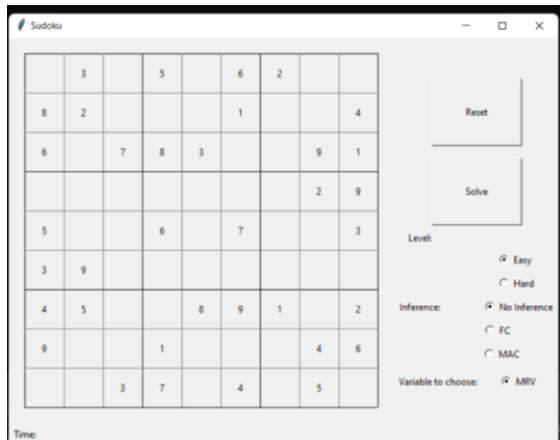 Sudoku
3 5 6 2
8 2 1 4
6 7 8 3 9 1
2 9
5 6 7 3
3 9
4 5 8 9 1 2
9 1 4 6
3 7 4 5
Reset
Solve
Level:
Easy
Hard
Inference: No Inference
FC
MAC
Variable to choose: MRV
Time: